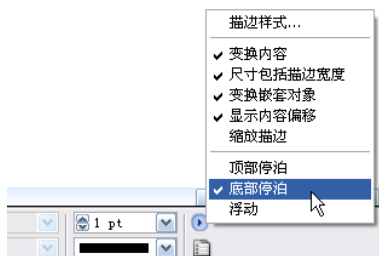 描边样式...
变换内容
尺寸包括描边宽度
变换嵌套对象
显示内容偏移
缩放描边
顶部停泊
底部停泊
浮动
1 pt